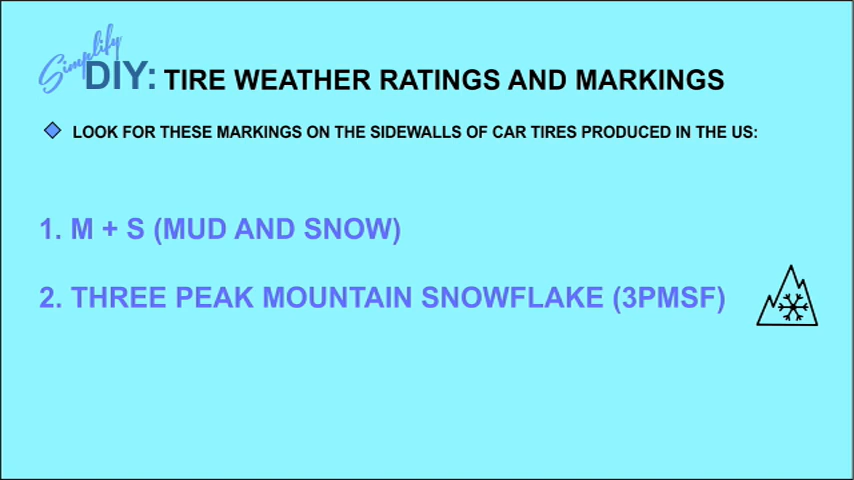 Simplify
DIY: TIRE WEATHER RATINGS AND MARKINGS
LOOK FOR THESE MARKINGS ON THE SIDEWALLS OF CAR TIRES PRODUCED IN THE US:
1. M + S (MUD AND SNOW)
2. THREE PEAK MOUNTAIN SNOWFLAKE (3PMSF)